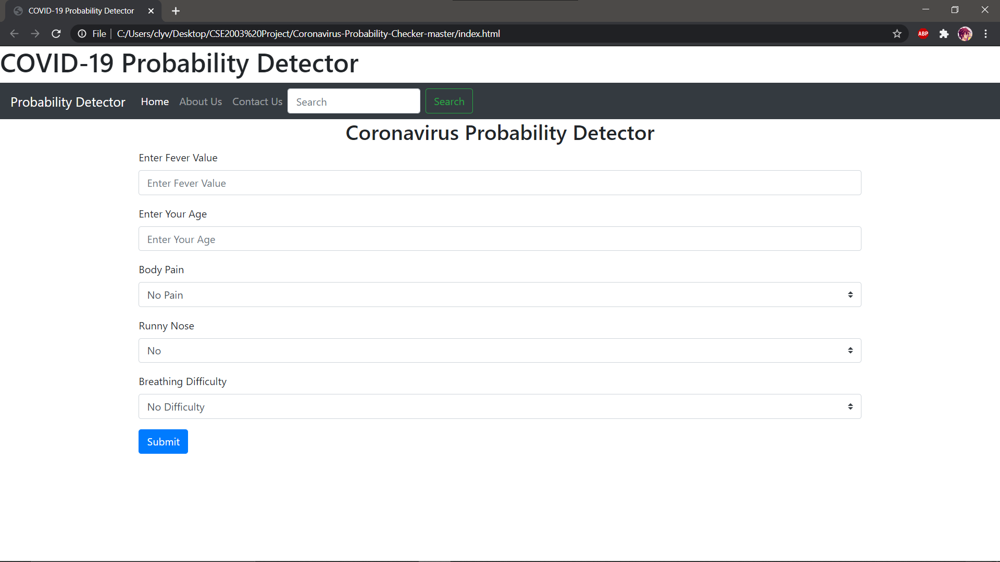 COVID-19 Probability Detector
File | C:/Users/clyv/Desktop/CSE2003%20Project/Coronavirus-Probability-Checker-master/index.html
ABP
COVID-19 Probability Detector
Probability Detector Home About Us Contact Us Search Search
Coronavirus Probability Detector
Enter Fever Value
Enter Fever Value
Enter Your Age
Enter Your Age
Body Pain
No Pain
Runny Nose
No
Breathing Difficulty
No Difficulty
Submit